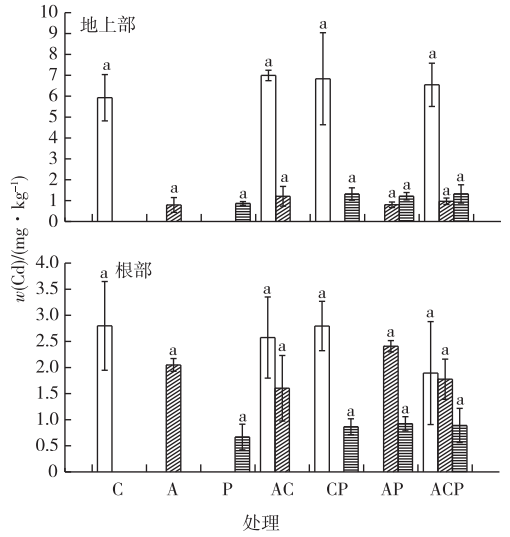 地上部
10
9
8
7
6
5
4
3
2
1
0
a a a a a a a a a a a a
w(Cd)/(mg·kg⁻¹)
根部
4.0
3.5
3.0
2.5
2.0
1.5
1.0
0.5
0
a a a a a a a a a a a a
C A P AC CP AP ACP
处理